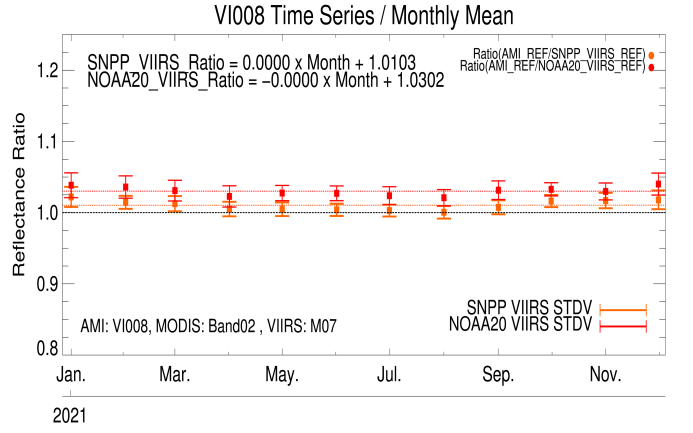 VI008 Time Series / Monthly Mean
SNPP_VIIRS_Ratio = 0.0000 x Month + 1.0103
NOAA20_VIIRS_Ratio = −0.0000 x Month + 1.0302
Ratio(AMI_REF/SNPP_VIIRS_REF)
Ratio(AMI_REF/NOAA20_VIIRS_REF)
Reflectance Ratio
1.2
1.1
1.0
0.9
0.8
SNPP VIIRS STDV
NOAA20 VIIRS STDV
AMI: VI008, MODIS: Band02 , VIIRS: M07
Jan. Mar. May. Jul. Sep. Nov.
2021